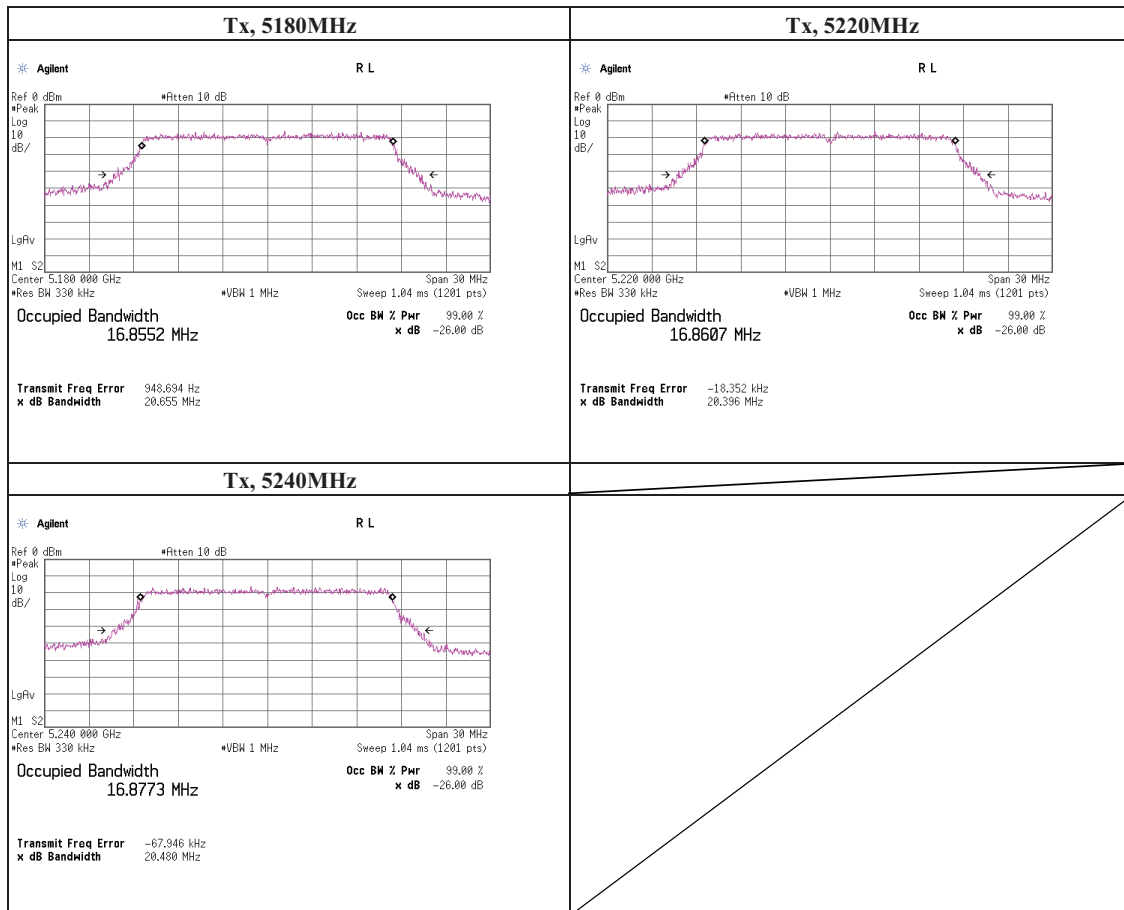 Tx, 5180MHz
Agilent R L
Ref 0 dBm #Atten 10 dB
#Peak
Log
10
dB/
LgAv
M1 S2
Center 5.180 000 GHz Span 30 MHz
#Res BW 330 kHz #VBW 1 MHz Sweep 1.04 ms (1201 pts)
Occupied Bandwidth Occ BW % Pwr 99.00 %
16.8552 MHz x dB -26.00 dB
Transmit Freq Error 948.694 Hz
x dB Bandwidth 20.655 MHz
Tx, 5220MHz
Agilent R L
Ref 0 dBm #Atten 10 dB
#Peak
Log
10
dB/
LgAv
M1 S2
Center 5.220 000 GHz Span 30 MHz
#Res BW 330 kHz #VBW 1 MHz Sweep 1.04 ms (1201 pts)
Occupied Bandwidth Occ BW % Pwr 99.00 %
16.8607 MHz x dB -26.00 dB
Transmit Freq Error -18.352 kHz
x dB Bandwidth 20.396 MHz
Tx, 5240MHz
Agilent R L
Ref 0 dBm #Atten 10 dB
#Peak
Log
10
dB/
LgAv
M1 S2
Center 5.240 000 GHz Span 30 MHz
#Res BW 330 kHz #VBW 1 MHz Sweep 1.04 ms (1201 pts)
Occupied Bandwidth Occ BW % Pwr 99.00 %
16.8773 MHz x dB -26.00 dB
Transmit Freq Error -67.946 kHz
x dB Bandwidth 20.480 MHz